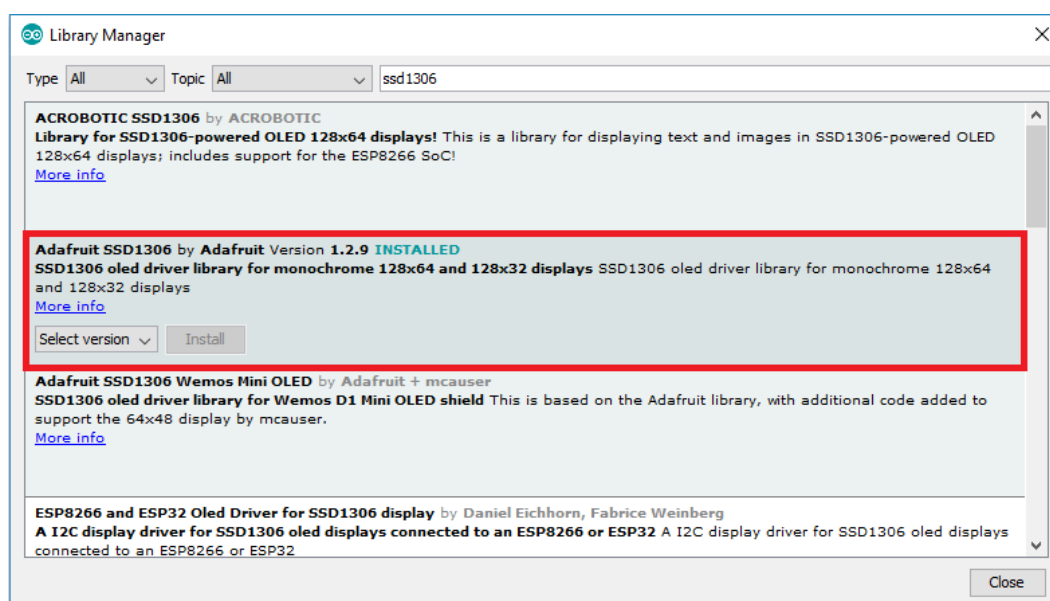 Library Manager
Type All Topic All ssd1306
ACROBOTIC SSD1306 by ACROBOTIC
Library for SSD1306-powered OLED 128x64 displays! This is a library for displaying text and images in SSD1306-powered OLED
128x64 displays; includes support for the ESP8266 SoC!
More info
Adafruit SSD1306 by Adafruit Version 1.2.9 INSTALLED
SSD1306 oled driver library for monochrome 128x64 and 128x32 displays SSD1306 oled driver library for monochrome 128x64
and 128x32 displays
More info
Select version Install
Adafruit SSD1306 Wemos Mini OLED by Adafruit + mcauser
SSD1306 oled driver library for Wemos D1 Mini OLED shield This is based on the Adafruit library, with additional code added to
support the 64x48 display by mcauser.
More info
ESP8266 and ESP32 Oled Driver for SSD1306 display by Daniel Eichhorn, Fabrice Weinberg
A I2C display driver for SSD1306 oled displays connected to an ESP8266 or ESP32 A I2C display driver for SSD1306 oled displays
connected to an ESP8266 or ESP32
Close